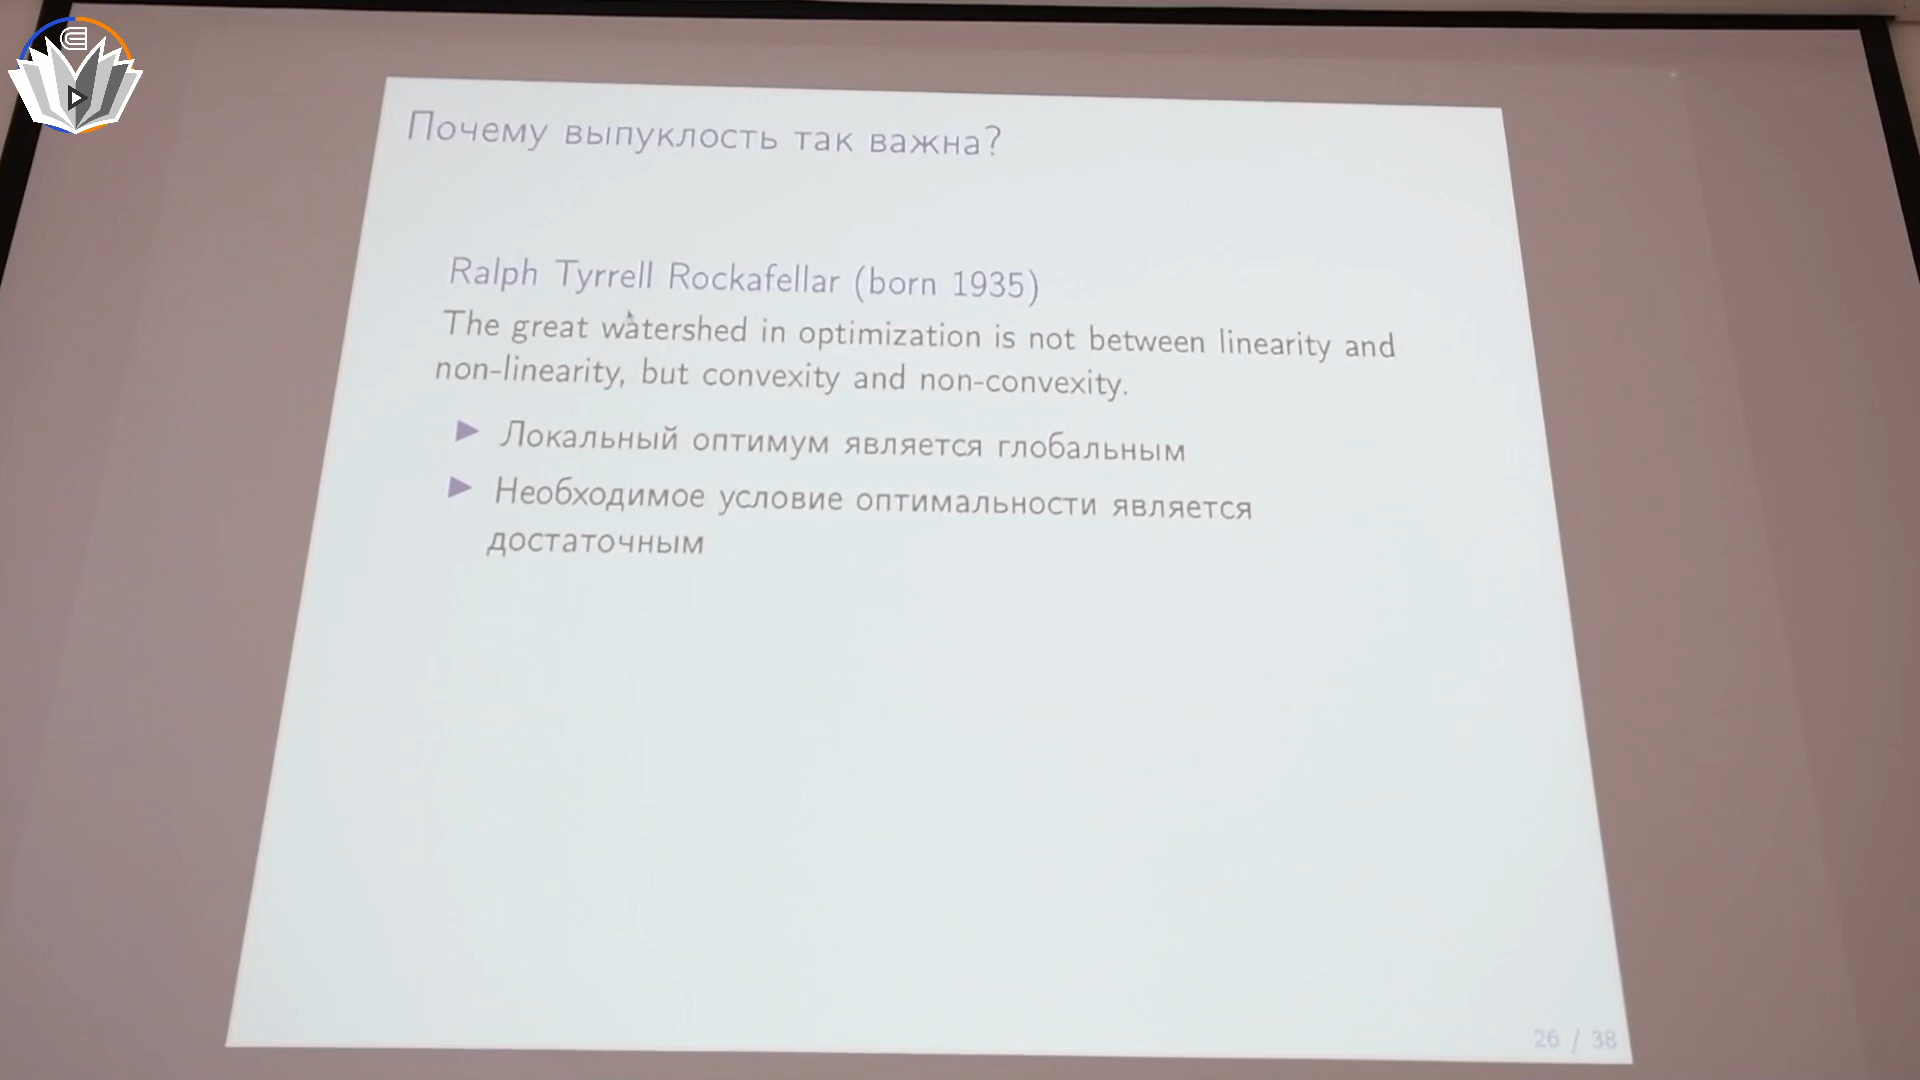 Почему выпуклость так важна?
Ralph Tyrrell Rockafellar (born 1935)
The great watershed in optimization is not between linearity and
non-linearity, but convexity and non-convexity.
▶ Локальный оптимум является глобальным
▶ Необходимое условие оптимальности является
достаточным
26 / 38